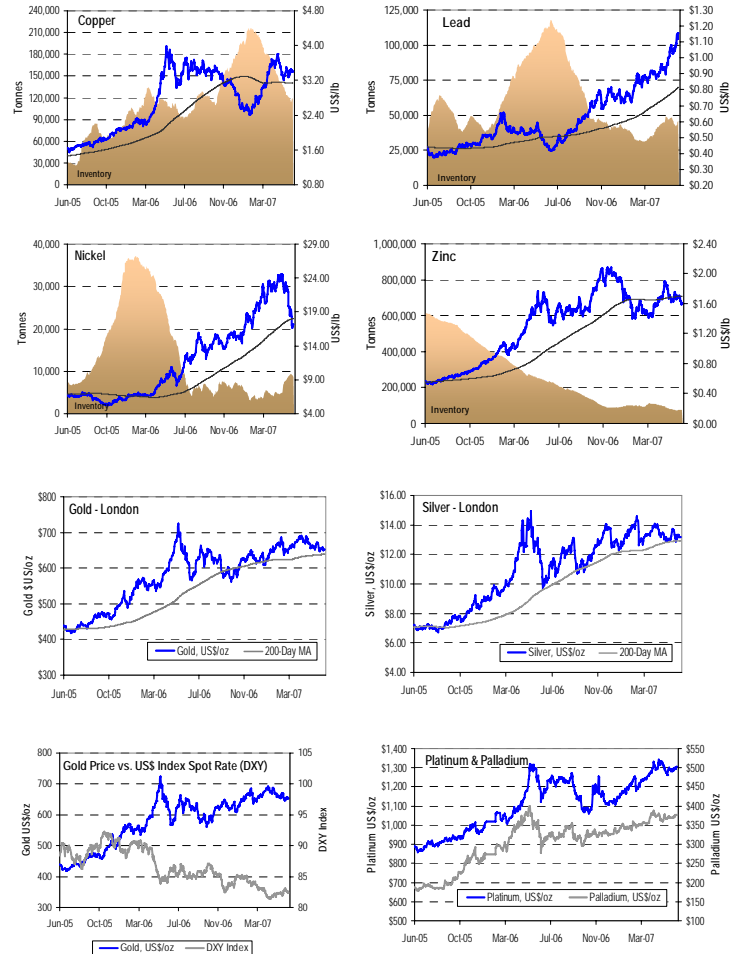 Copper
240,000
210,000
180,000
150,000
120,000
90,000
60,000
30,000
0
Tonnes
$4.80
$4.00
$3.20
$2.40
$1.60
$0.80
US$/lb
Inventory
Jun-05 Oct-05 Mar-06 Jul-06 Nov-06 Mar-07
Lead
125,000
100,000
75,000
50,000
25,000
0
Tonnes
$1.30
$1.20
$1.10
$1.00
$0.90
$0.80
$0.70
$0.60
$0.50
$0.40
$0.30
$0.20
US$/lb
Inventory
Jun-05 Oct-05 Mar-06 Jul-06 Nov-06 Mar-07
Nickel
40,000
30,000
20,000
10,000
0
Tonnes
$29.00
$24.00
$19.00
$14.00
$9.00
$4.00
US$/lb
Inventory
Jun-05 Oct-05 Mar-06 Jul-06 Nov-06 Mar-07
Zinc
1,000,000
800,000
600,000
400,000
200,000
0
Tonnes
$2.40
$2.00
$1.60
$1.20
$0.80
$0.40
$0.00
US$/lb
Inventory
Jun-05 Oct-05 Mar-06 Jul-06 Nov-06 Mar-07
Gold - London
$800
$700
$600
$500
$400
$300
Gold $US/oz
Gold, US$/oz 200-Day MA
Jun-05 Oct-05 Mar-06 Jul-06 Nov-06 Mar-07
Silver - London
$16.00
$14.00
$12.00
$10.00
$8.00
$6.00
$4.00
Silver, US$/oz
Silver, US$/oz 200-Day MA
Jun-05 Oct-05 Mar-06 Jul-06 Nov-06 Mar-07
Gold Price vs. US$ Index Spot Rate (DXY)
800
700
600
500
400
300
Gold US$/oz
105
100
95
90
85
80
DXY Index
Jun-05 Oct-05 Mar-06 Jul-06 Nov-06 Mar-07
Gold, US$/oz DXY Index
Platinum & Palladium
$1,400
$1,300
$1,200
$1,100
$1,000
$900
$800
$700
$600
$500
Platinum US$/oz
$550
$500
$450
$400
$350
$300
$250
$200
$150
$100
Palladium US$/oz
Platinum, US$/oz Palladium, US$/oz
Jun-05 Oct-05 Mar-06 Jul-06 Nov-06 Mar-07